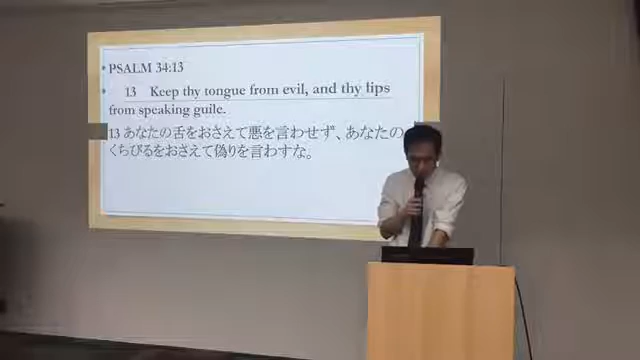 • PSALM 34:13
• 13 Keep thy tongue from evil, and thy lips
from speaking guile.
13 あなたの舌をおさえて悪を言わせず、あなたの
くちびるをおさえて偽りを言わすな。